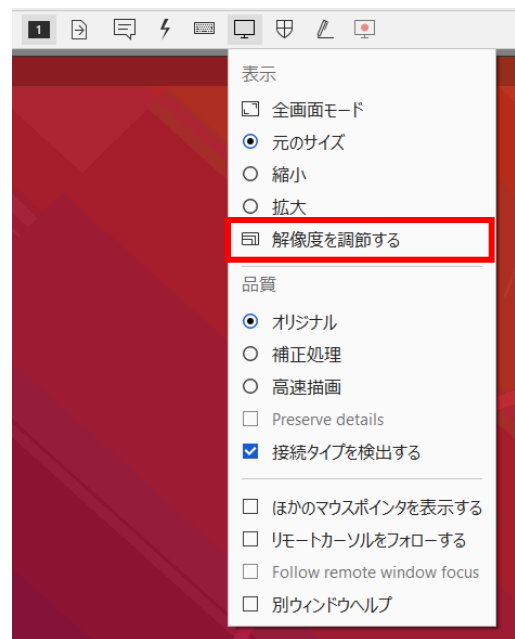 1
表示
全画面モード
元のサイズ
縮小
拡大
解像度を調節する
品質
オリジナル
補正処理
高速描画
Preserve details
接続タイプを検出する
ほかのマウスポインタを表示する
リモートカーソルをフォローする
Follow remote window focus
別ウィンドウヘルプ